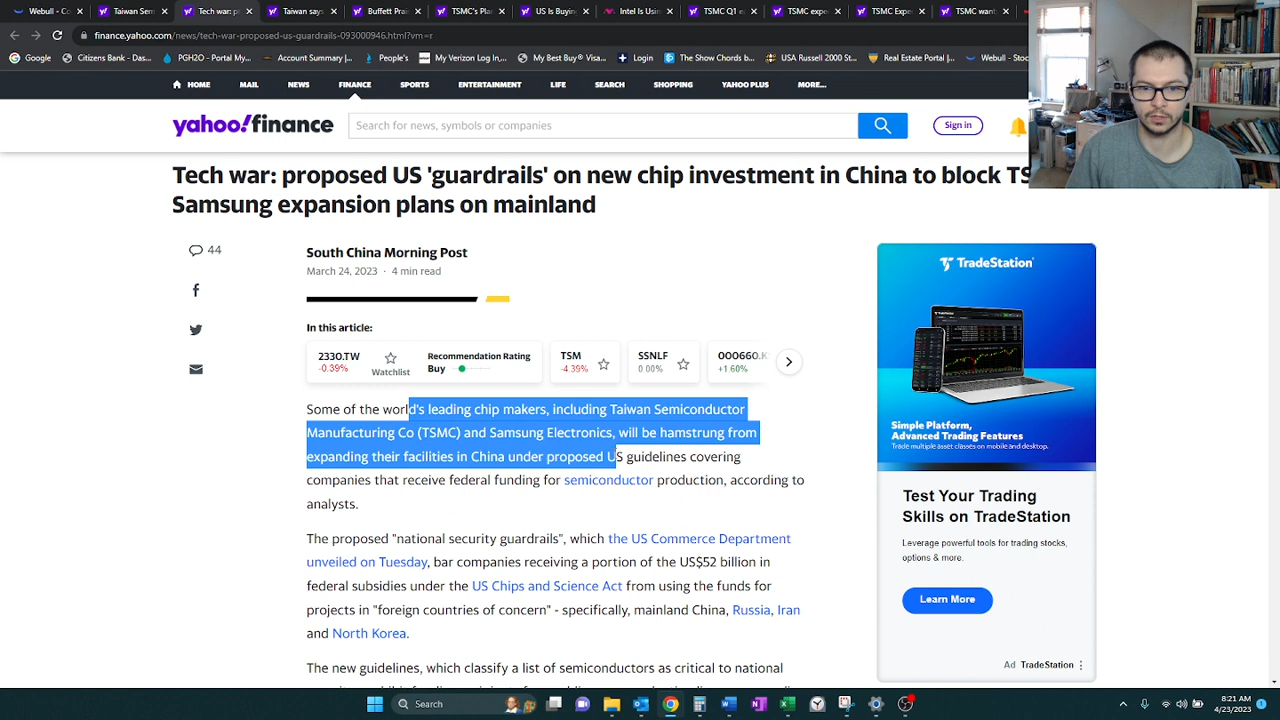 Webull - C
Taiwan Sem
Tech war:
Taiwan say
Buffett Pra
TSMC's Pla
US Is Buyin
Intel Is Usin
TSMC Q1 e
TSMC expe
TSMC Expe
TSMC want
finance.yahoo.com/news/tech-war-proposed-us-guardrails-093000940.html?vm=r
Google
Citizens Bank - Das...
PGH2O - Portal My...
Account Summary |...
People's
My Verizon Log In,...
My Best Buy® Visa...
Login
The Show Chords b...
USA Russell 2000 St...
Real Estate Portal |...
Webull - Stoc
HOME
MAIL
NEWS
FINANCE
SPORTS
ENTERTAINMENT
LIFE
SEARCH
SHOPPING
YAHOO PLUS
MORE...
yahoo!finance
Search for news, symbols or companies
Sign in
Tech war: proposed US 'guardrails' on new chip investment in China to block TS
Samsung expansion plans on mainland
44
South China Morning Post
March 24, 2023 · 4 min read
In this article:
2330.TW
-0.39%
Watchlist
Recommendation Rating
Buy
TSM
-4.39%
SSNLF
0.00%
000660.K
+1.60%
Some of the world's leading chip makers, including Taiwan Semiconductor
Manufacturing Co (TSMC) and Samsung Electronics, will be hamstrung from
expanding their facilities in China under proposed US guidelines covering
companies that receive federal funding for semiconductor production, according to
analysts.
The proposed "national security guardrails", which the US Commerce Department
unveiled on Tuesday, bar companies receiving a portion of the US$52 billion in
federal subsidies under the US Chips and Science Act from using the funds for
projects in "foreign countries of concern" - specifically, mainland China, Russia, Iran
and North Korea.
The new guidelines, which classify a list of semiconductors as critical to national
TradeStation
Simple Platform,
Advanced Trading Features
Trade multiple asset classes on mobile and desktop.
Test Your Trading
Skills on TradeStation
Leverage powerful tools for trading stocks,
options & more.
Learn More
Ad TradeStation
Search
8:21 AM
4/23/2023